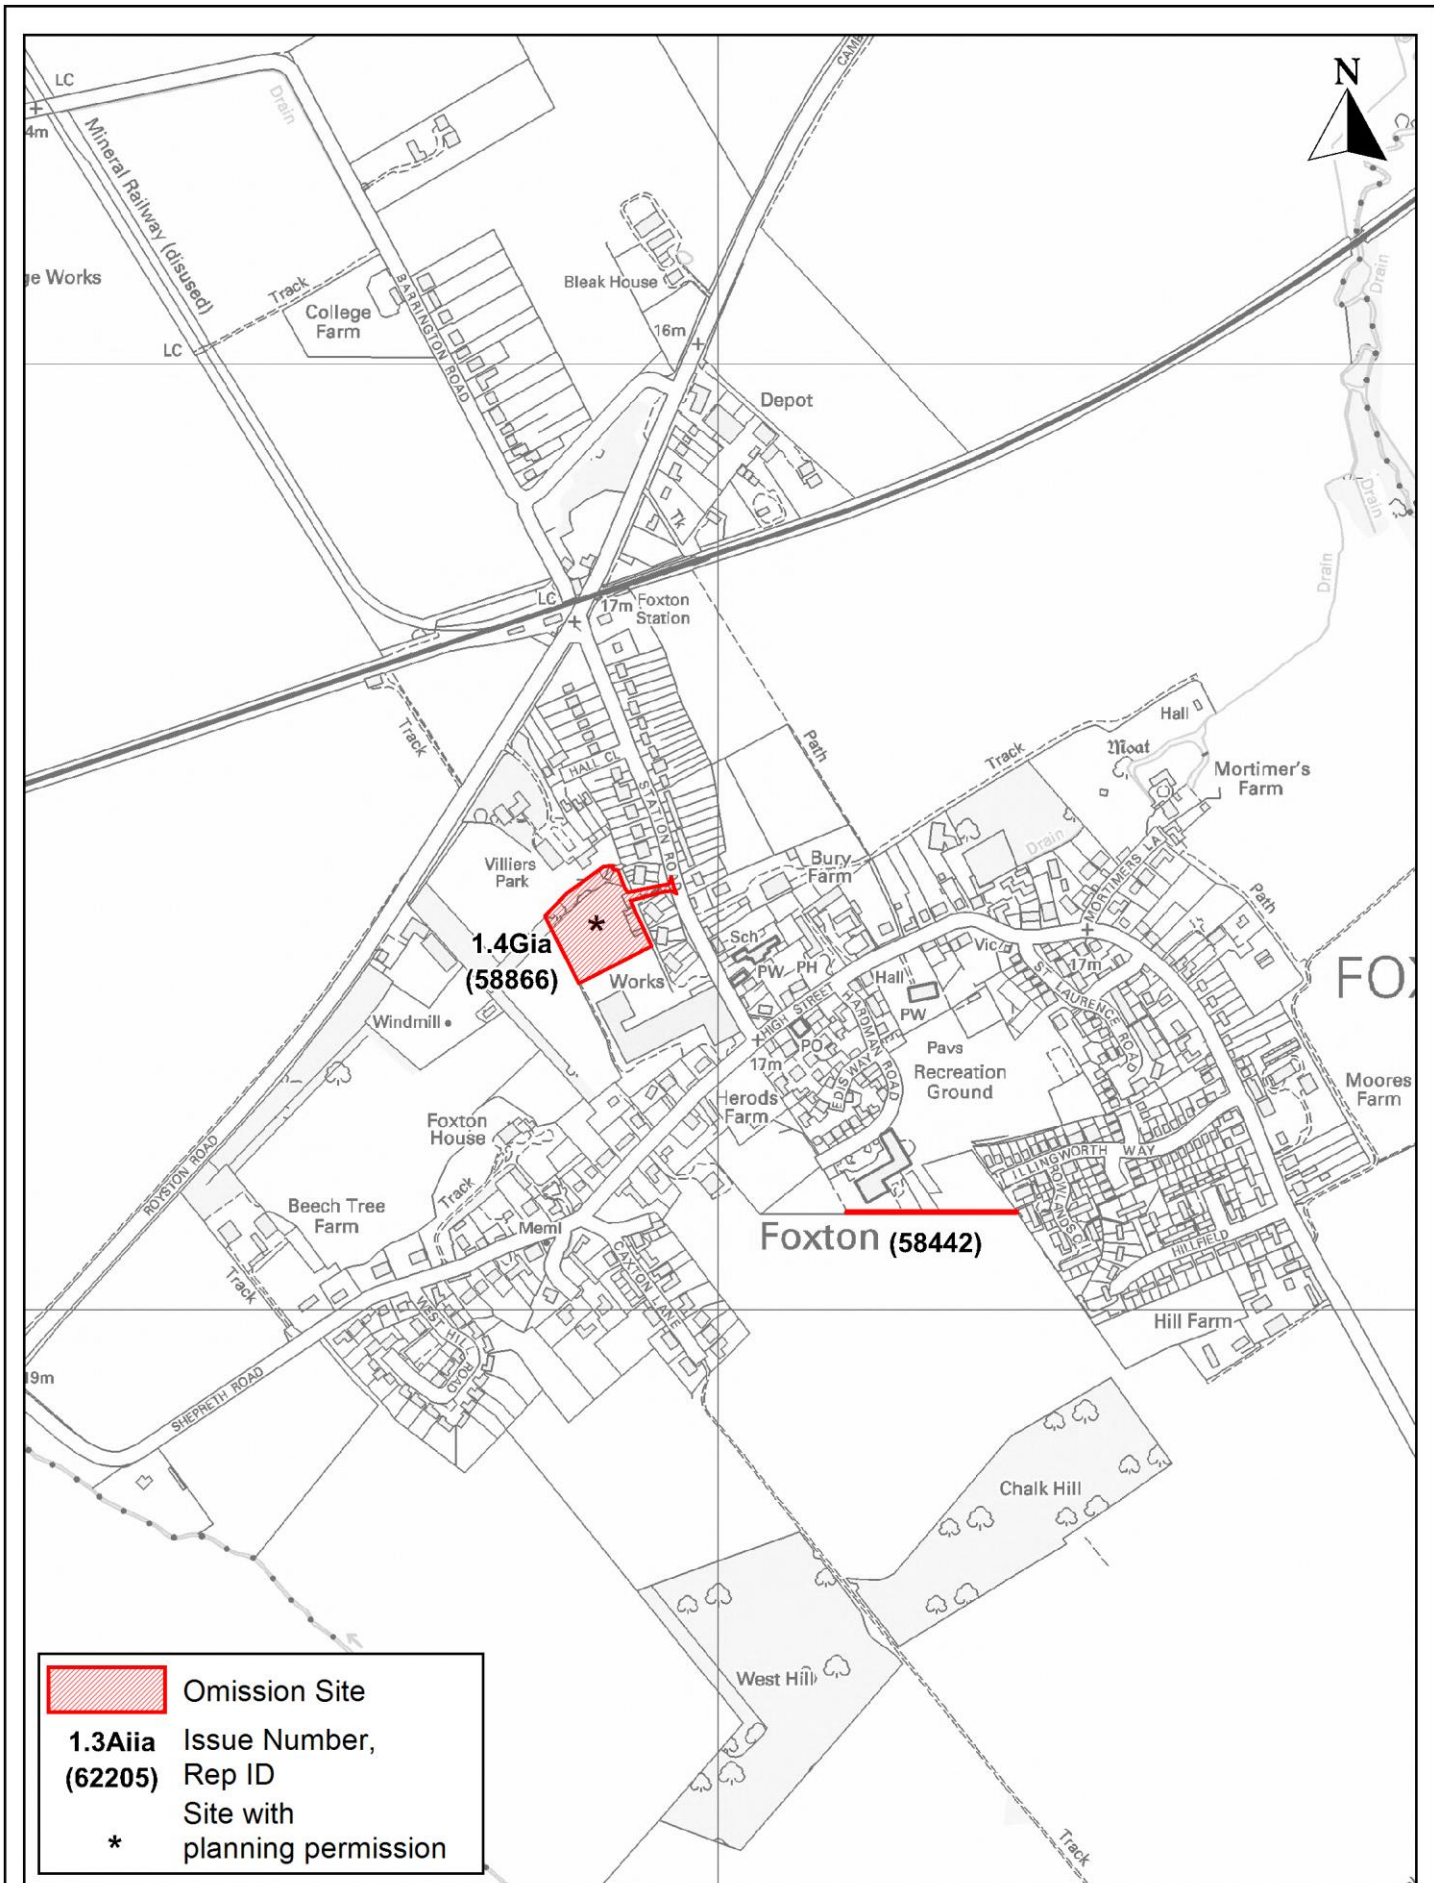 N
LC
4m
Drain
CAMB
Mineral Railway (disused)
ge Works
Track
College
Farm
BARRINGTON ROAD
LC
Bleak House
16m
Drain
Depot
Drain
Tk
Drain
LC
17m
Foxton
Station
Track
Path
Track
Hall
Moat
Mortimer's
Farm
HALL CL
STATION ROAD
Villiers
Park
Bury
Farm
Drain
MORTIMERS LA
Path
1.4Gia
(58866)
*
Works
Sch
PW
PH
Hall
PW
Vic
17m
FOX
Windmill
HIGH STREET
HARDMAN ROAD
ST LAURENCE ROAD
PO
17m
EDIS WAY
Pavs
Recreation
Ground
Herods
Farm
Moores
Farm
Foxton
House
ROYSTON ROAD
Track
ILLINGWORTH WAY
ROWLANDS C
Beech Tree
Farm
Meml
Foxton (58442)
HILLFIELD
CAXTON LANE
Track
WEST HIL
ROAD
Hill Farm
19m
SHEPRETH ROAD
Chalk Hill
West Hill
Track
Omission Site
1.3Aiia Issue Number,
(62205) Rep ID
Site with
* planning permission